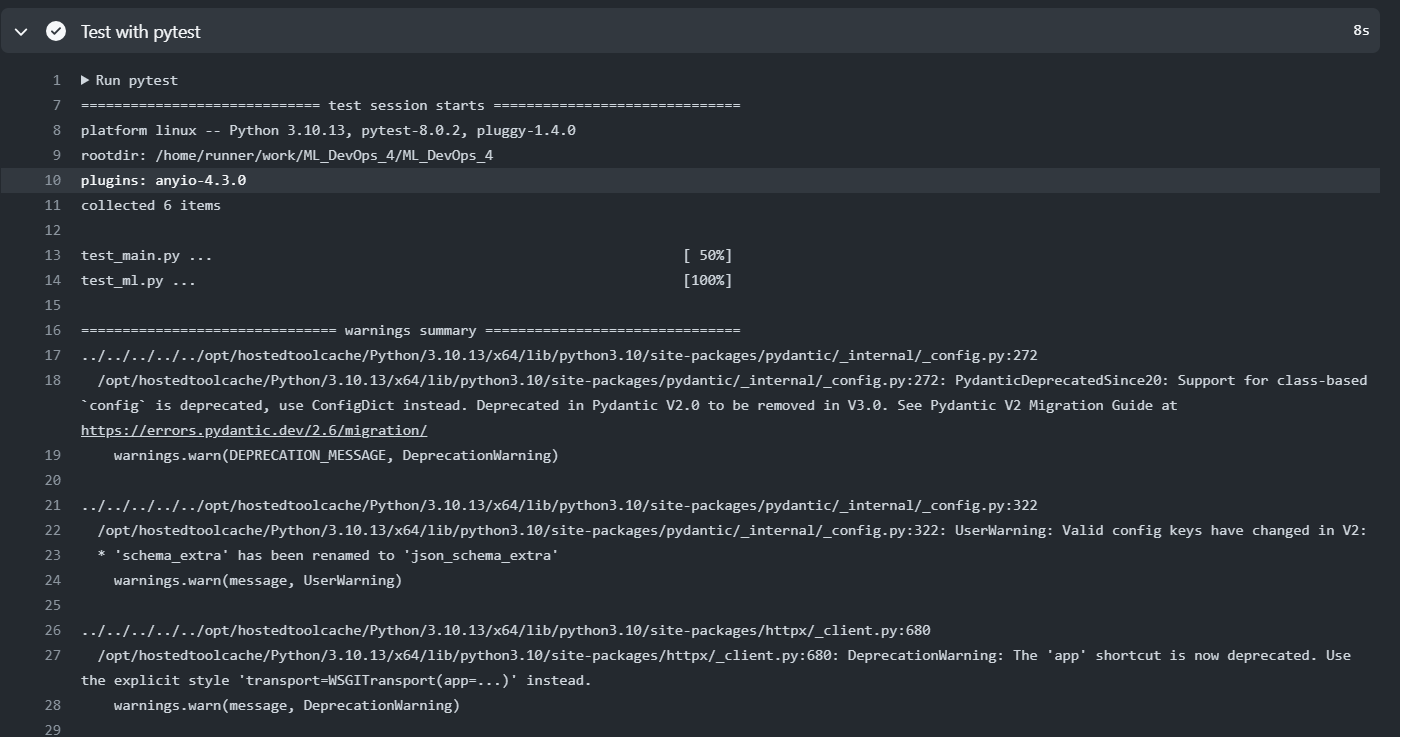 Test with pytest 8s
1 Run pytest
7 ============================= test session starts ==============================
8 platform linux -- Python 3.10.13, pytest-8.0.2, pluggy-1.4.0
9 rootdir: /home/runner/work/ML_DevOps_4/ML_DevOps_4
10 plugins: anyio-4.3.0
11 collected 6 items
12
13 test_main.py ... [ 50%]
14 test_ml.py ... [100%]
15
16 =============================== warnings summary ===============================
17 ../../../../../opt/hostedtoolcache/Python/3.10.13/x64/lib/python3.10/site-packages/pydantic/_internal/_config.py:272
18 /opt/hostedtoolcache/Python/3.10.13/x64/lib/python3.10/site-packages/pydantic/_internal/_config.py:272: PydanticDeprecatedSince20: Support for class-based
`config` is deprecated, use ConfigDict instead. Deprecated in Pydantic V2.0 to be removed in V3.0. See Pydantic V2 Migration Guide at
https://errors.pydantic.dev/2.6/migration/
19 warnings.warn(DEPRECATION_MESSAGE, DeprecationWarning)
20
21 ../../../../../opt/hostedtoolcache/Python/3.10.13/x64/lib/python3.10/site-packages/pydantic/_internal/_config.py:322
22 /opt/hostedtoolcache/Python/3.10.13/x64/lib/python3.10/site-packages/pydantic/_internal/_config.py:322: UserWarning: Valid config keys have changed in V2:
23 * 'schema_extra' has been renamed to 'json_schema_extra'
24 warnings.warn(message, UserWarning)
25
26 ../../../../../opt/hostedtoolcache/Python/3.10.13/x64/lib/python3.10/site-packages/httpx/_client.py:680
27 /opt/hostedtoolcache/Python/3.10.13/x64/lib/python3.10/site-packages/httpx/_client.py:680: DeprecationWarning: The 'app' shortcut is now deprecated. Use
the explicit style 'transport=WSGITransport(app=...)' instead.
28 warnings.warn(message, DeprecationWarning)
29